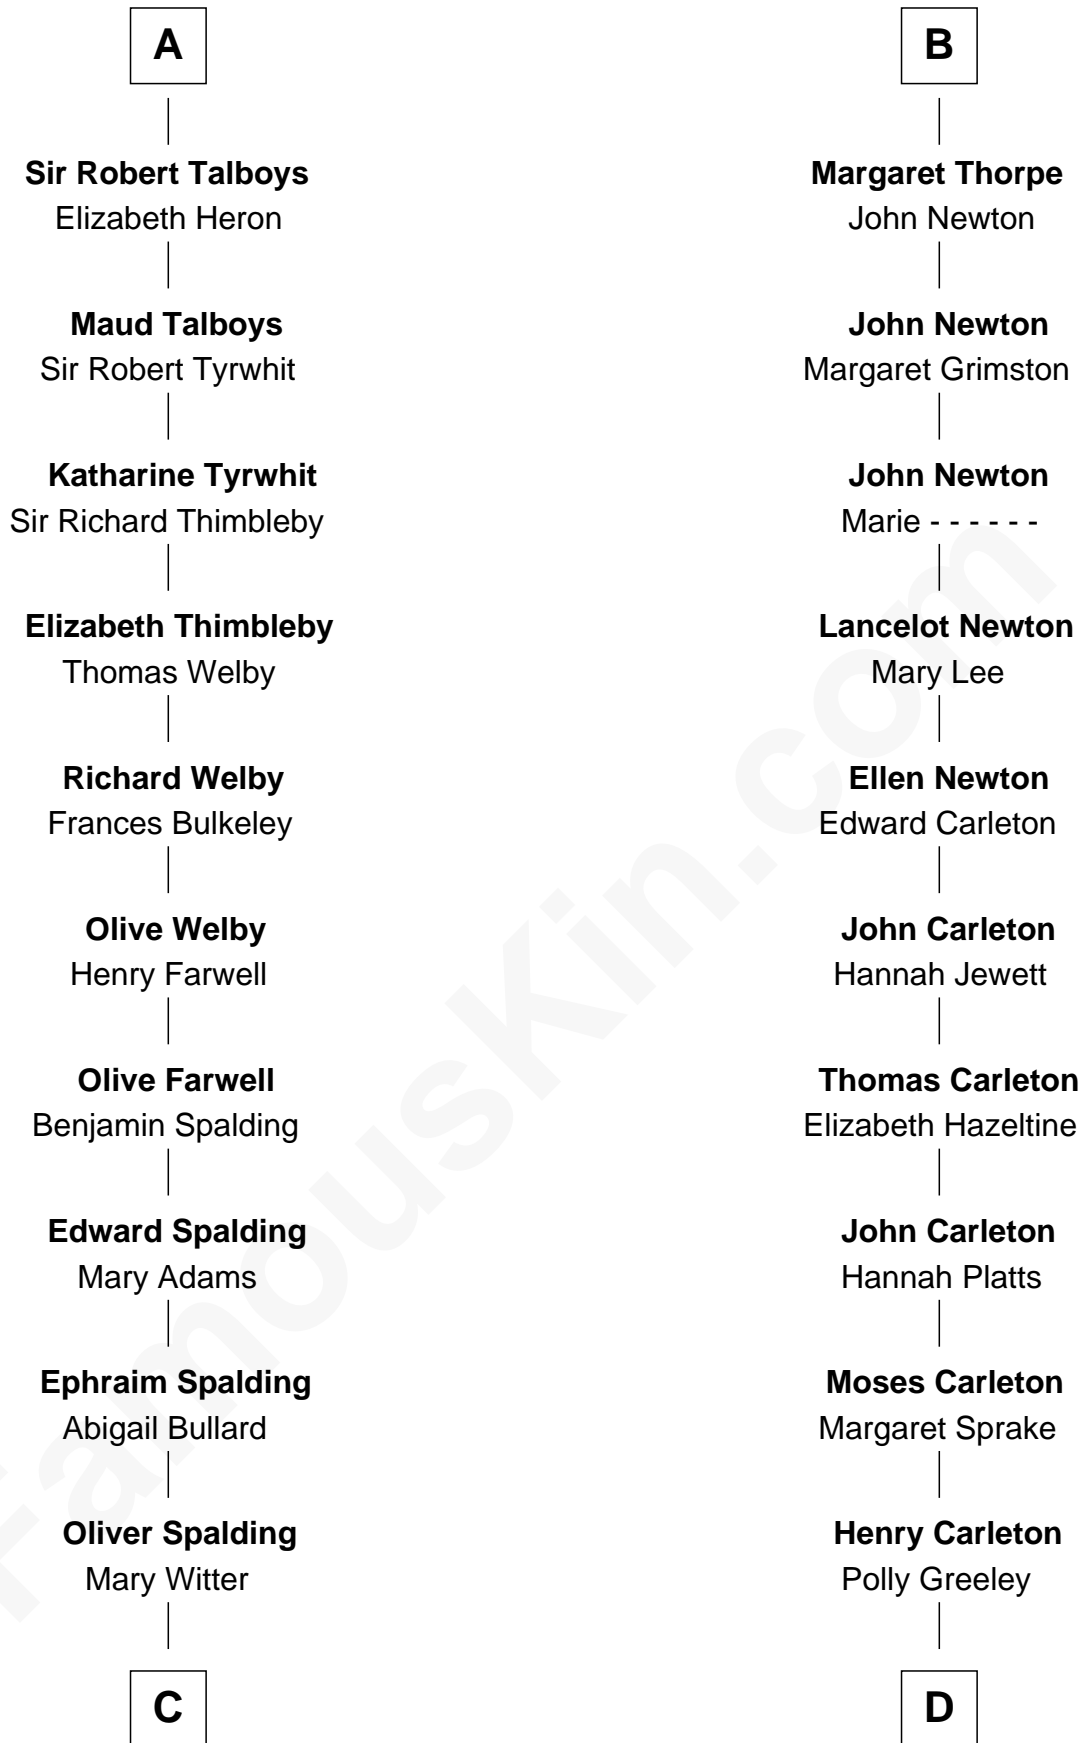 A
Sir Robert Talboys
Elizabeth Heron
Maud Talboys
Sir Robert Tyrwhit
Katharine Tyrwhit
Sir Richard Thimbleby
Elizabeth Thimbleby
Thomas Welby
Richard Welby
Frances Bulkeley
Olive Welby
Henry Farwell
Olive Farwell
Benjamin Spalding
Edward Spalding
Mary Adams
Ephraim Spalding
Abigail Bullard
Oliver Spalding
Mary Witter
C
B
Margaret Thorpe
John Newton
John Newton
Margaret Grimston
John Newton
Marie - - - - - -
Lancelot Newton
Mary Lee
Ellen Newton
Edward Carleton
John Carleton
Hannah Jewett
Thomas Carleton
Elizabeth Hazeltine
John Carleton
Hannah Platts
Moses Carleton
Margaret Sprake
Henry Carleton
Polly Greeley
D
FamousKin.com